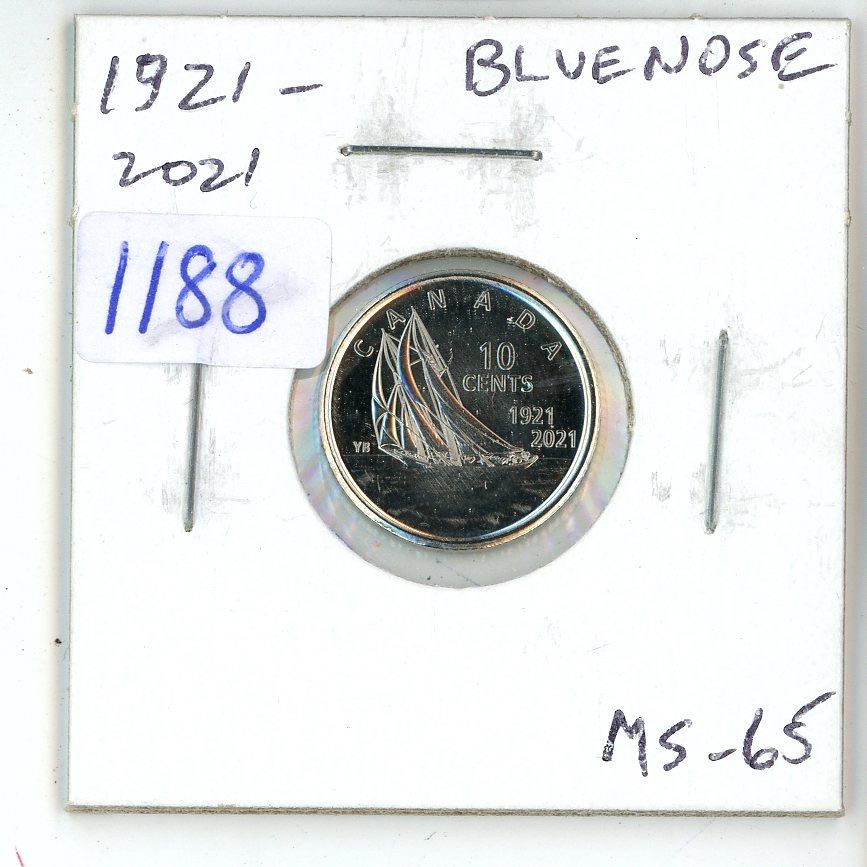 1921 - BLUENOSE
2021
1188
CANADA
10
CENTS
1921
2021
YB
MS-65